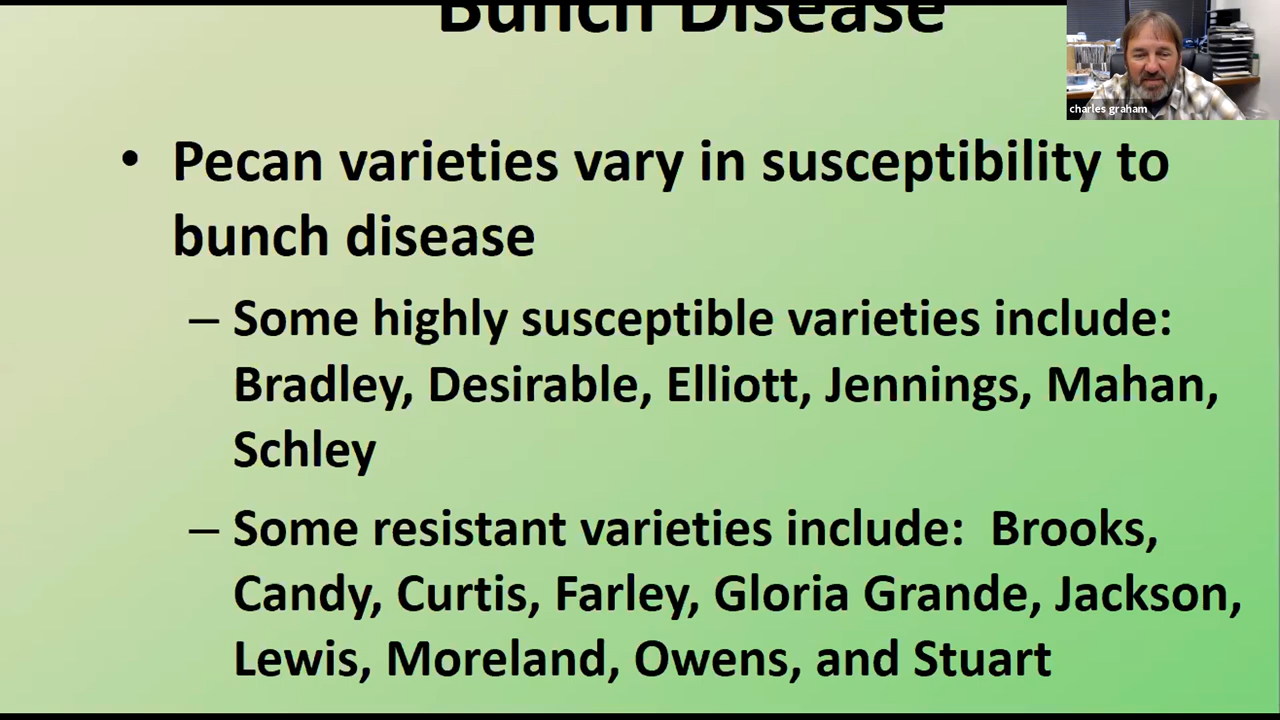 Bunch Disease
charles graham
• Pecan varieties vary in susceptibility to
bunch disease
– Some highly susceptible varieties include:
Bradley, Desirable, Elliott, Jennings, Mahan,
Schley
– Some resistant varieties include:  Brooks,
Candy, Curtis, Farley, Gloria Grande, Jackson,
Lewis, Moreland, Owens, and Stuart